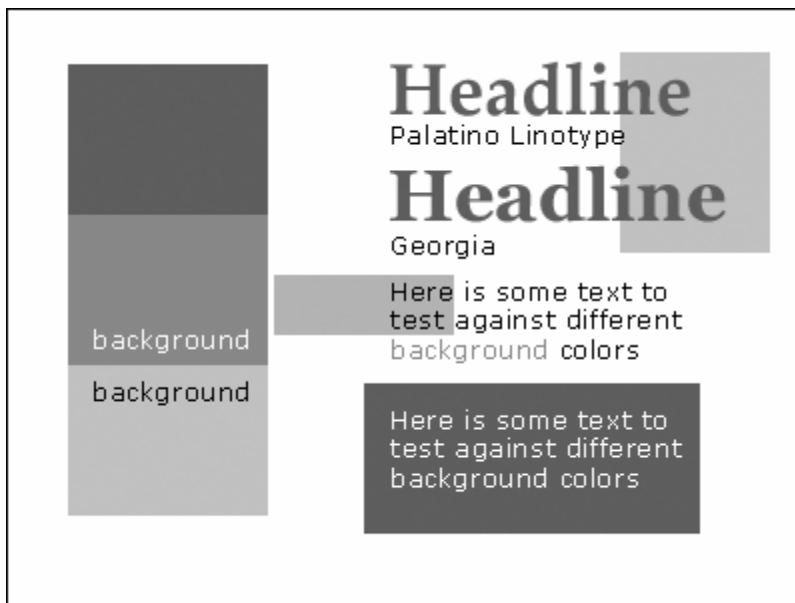 background
background
Headline
Palatino Linotype
Headline
Georgia
Here is some text to
test against different
background colors
Here is some text to
test against different
background colors